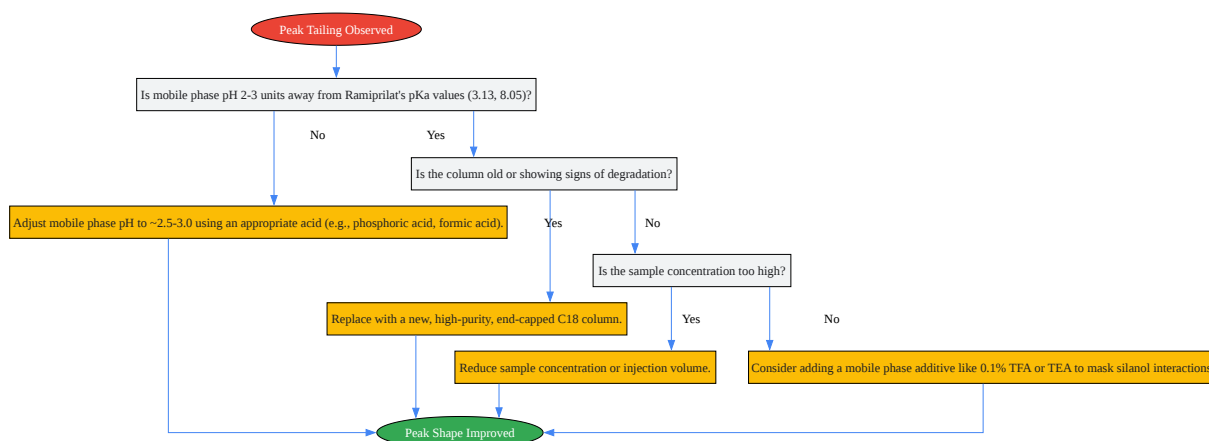 Peak Tailing Observed
Is mobile phase pH 2-3 units away from Ramiprilat's pKa values (3.13, 8.05)?
No
Yes
Is the column old or showing signs of degradation?
Adjust mobile phase pH to ~2.5-3.0 using an appropriate acid (e.g., phosphoric acid, formic acid).
Yes
No
Is the sample concentration too high?
Replace with a new, high-purity, end-capped C18 column.
Yes
No
Reduce sample concentration or injection volume.
Consider adding a mobile phase additive like 0.1% TFA or TEA to mask silanol interactions
Peak Shape Improved